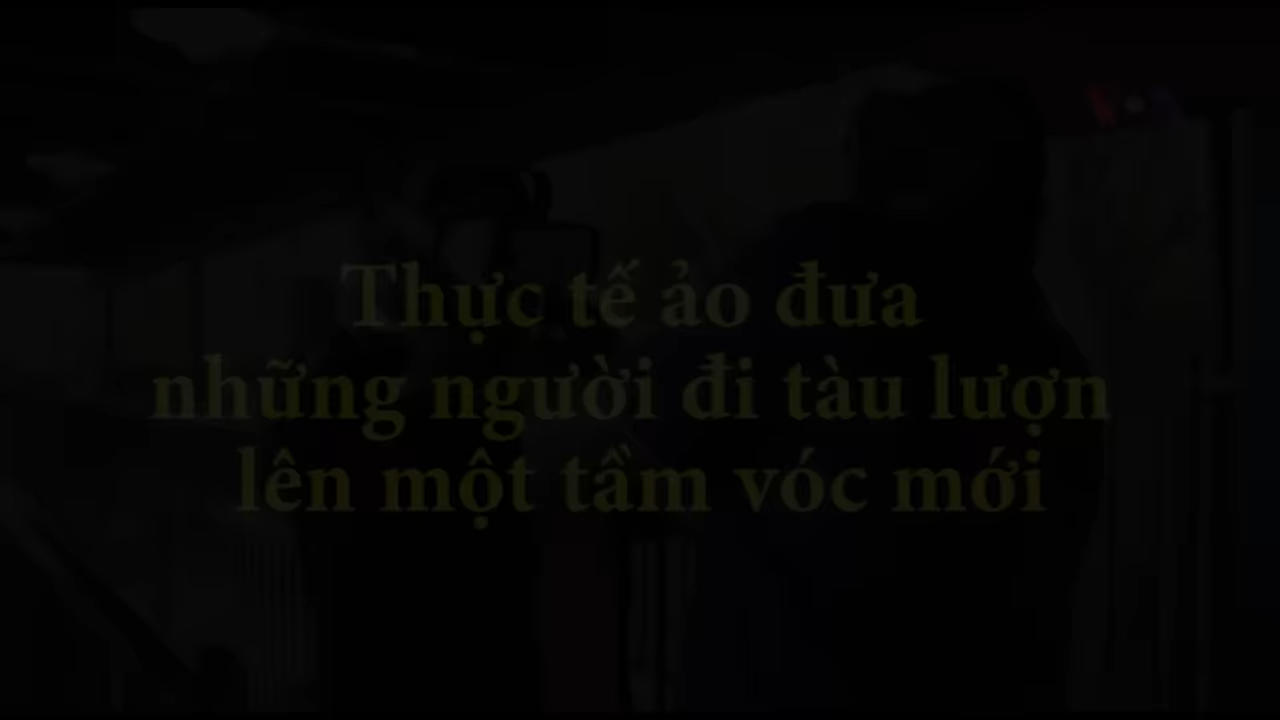 Thực tế ảo đưa
những người đi tàu lượn
lên một tầm vóc mới